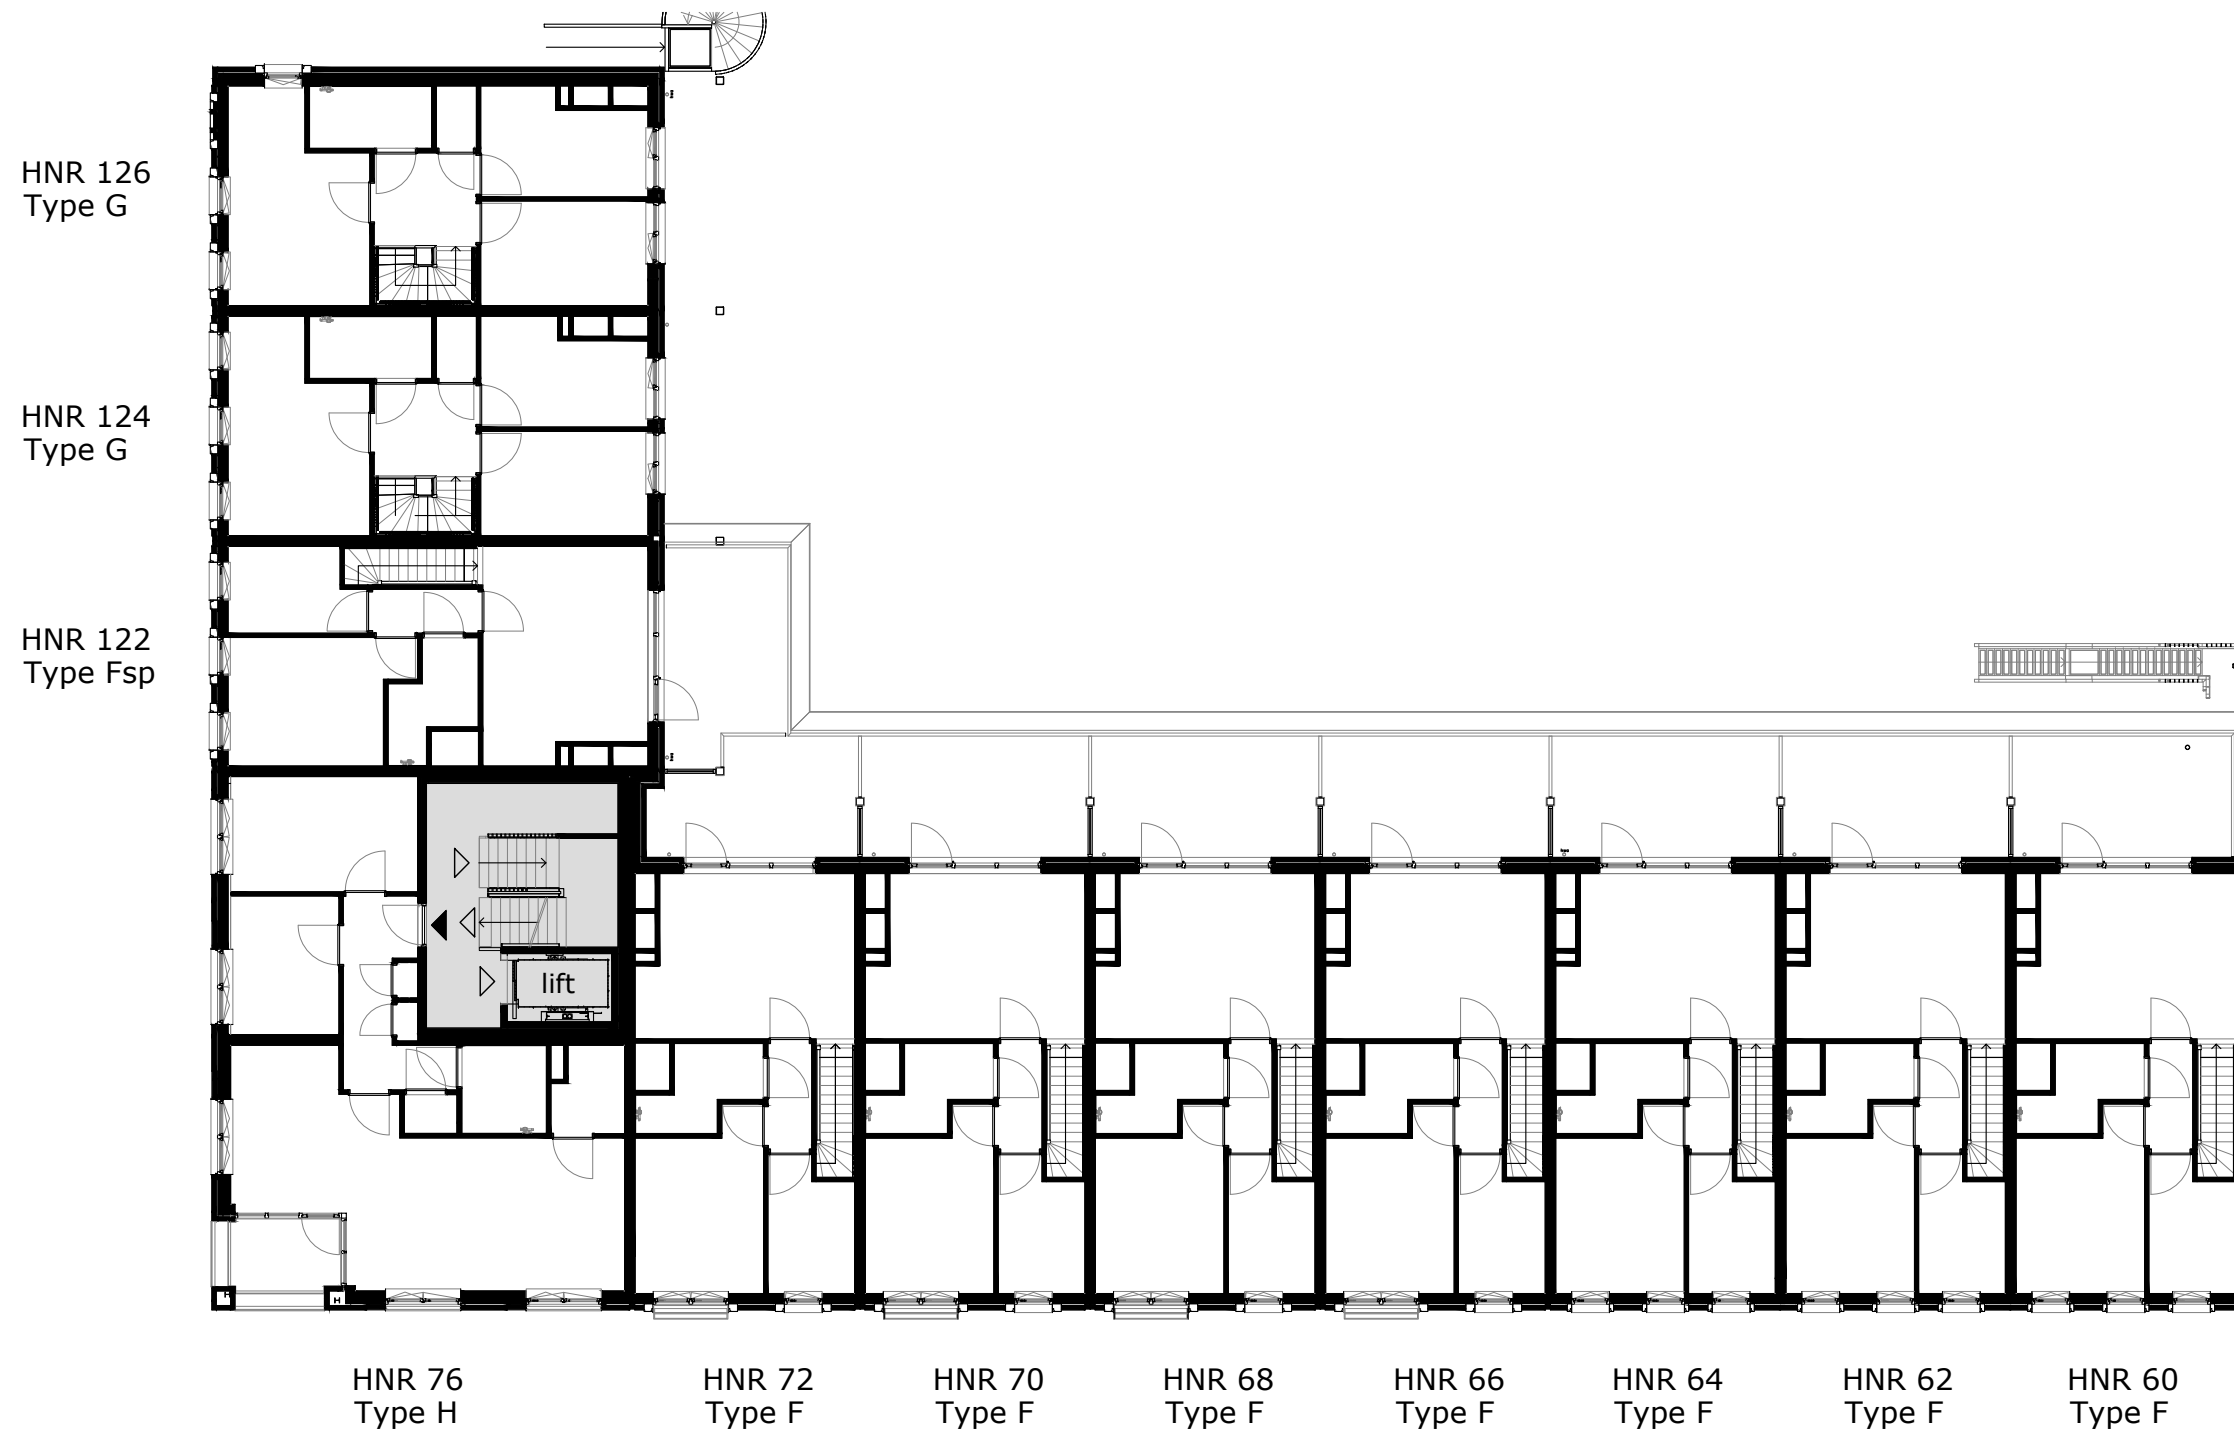 HNR 126
Type G
HNR 124
Type G
HNR 122
Type Fsp
lift
HNR 76
Type H
HNR 72
Type F
HNR 70
Type F
HNR 68
Type F
HNR 66
Type F
HNR 64
Type F
HNR 62
Type F
HNR 60
Type F